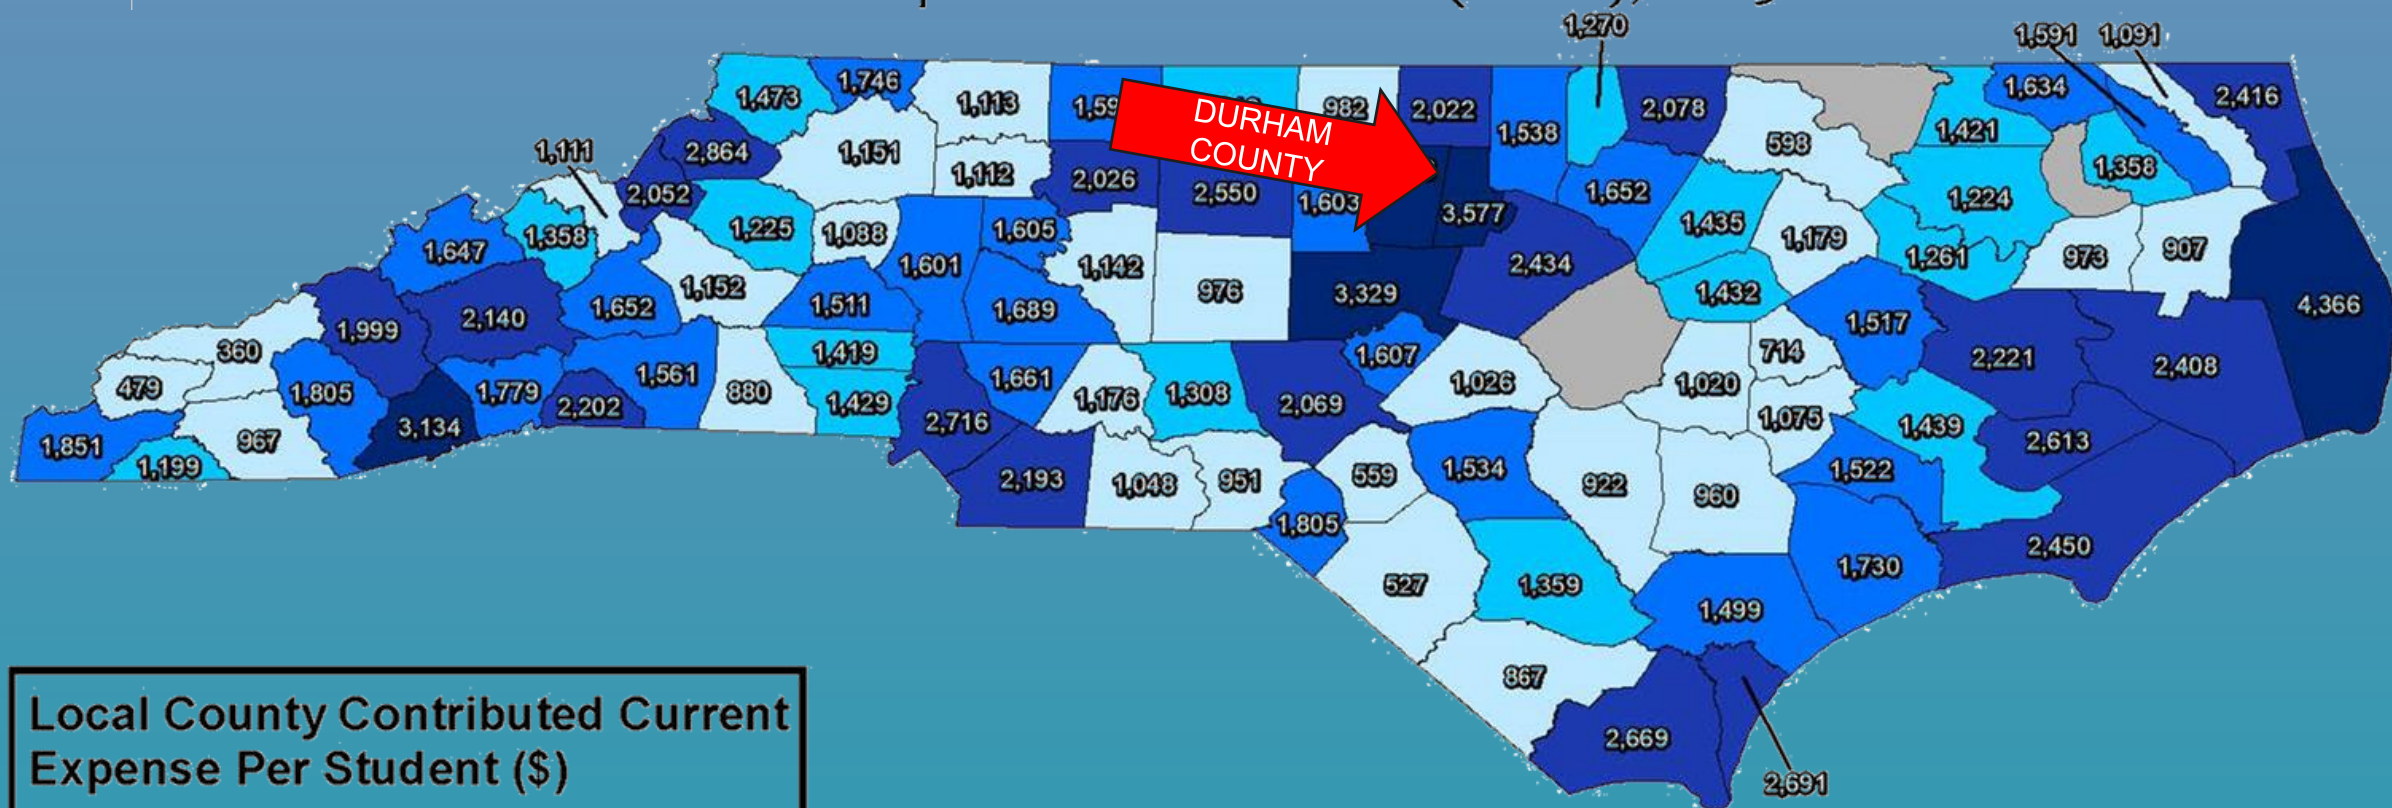 1,270
1,591 1,091
1,473 1,746 1,113 982 2,022 1,538 2,078 1,634 2,416
DURHAM
COUNTY
1,111 2,864 1,151 1,112 598 1,421
2,052 2,026 2,550 1,603 3,577 1,652 1,224 1,358
1,647 1,358 1,225 1,088 1,605 1,435 1,179
1,601 1,142 2,434 1,261 973 907
1,652 1,152 1,511 1,689 976 3,329 1,432 4,366
360 1,999 2,140 1,419 1,607 714 1,517 2,221 2,408
479 1,805 1,779 1,561 880 1,661 1,026 1,020
2,202 1,429 1,176 1,308 2,069 1,075
1,851 967 3,134 2,716 1,439 2,613
1,199 2,193 1,048 951 559 1,534 922 960 1,522
1,805 2,450
527 1,359 1,730
1,499
867
2,669
2,691
Local County Contributed Current
Expense Per Student ($)